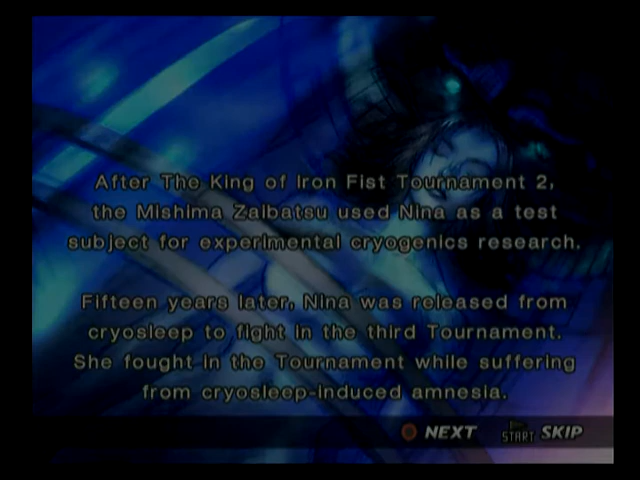 After The King of Iron Fist Tournament 2,
the Mishima Zaibatsu used Nina as a test
subject for experimental cryogenics research.
Fifteen years later, Nina was released from
cryosleep to fight in the third Tournament.
She fought in the Tournament while suffering
from cryosleep-induced amnesia.
NEXT START SKIP